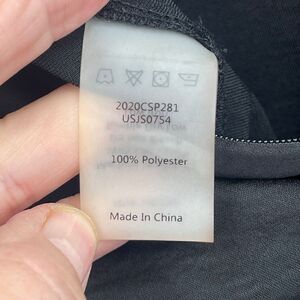 2020CSP281
USJS0754
100% Polyester
Made In China